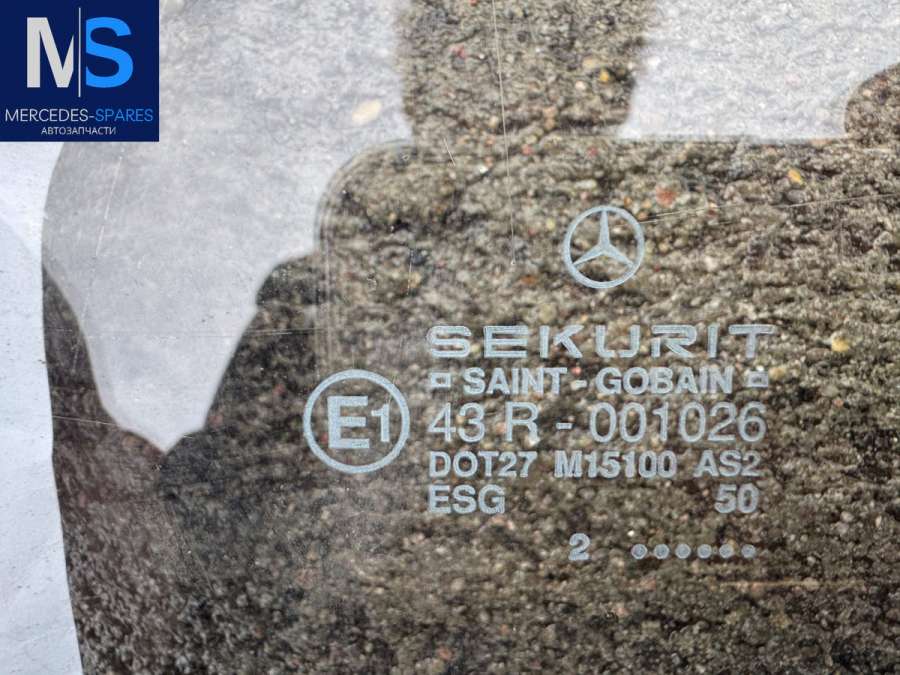 MS
MERCEDES-SPARES
АВТОЗАПЧАСТИ
SEKURIT
SAINT-GOBAIN
E1
43 R - 001026
DOT27 M15100 AS2
ESG 50
2 ••••••